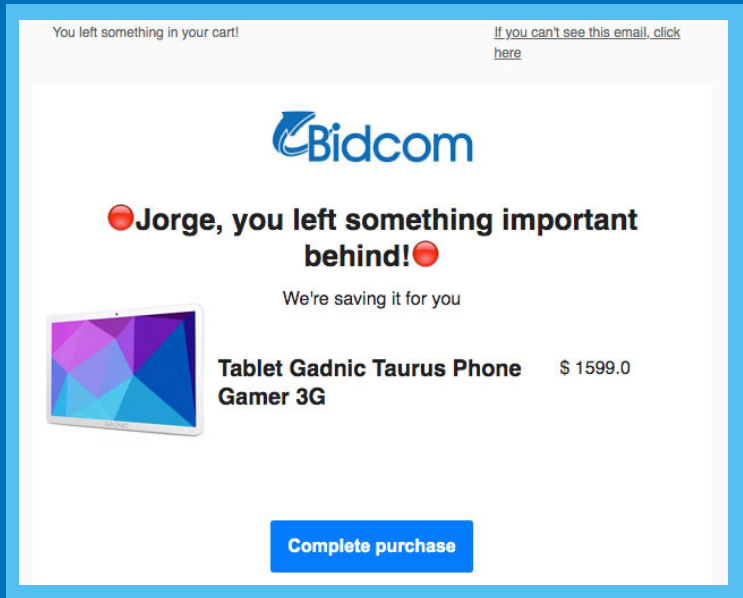 You left something in your cart!
If you can't see this email, click
here
Bidcom
🔴Jorge, you left something important
behind!🔴
We're saving it for you
Tablet Gadnic Taurus Phone
Gamer 3G
$ 1599.0
GADNIC
Complete purchase